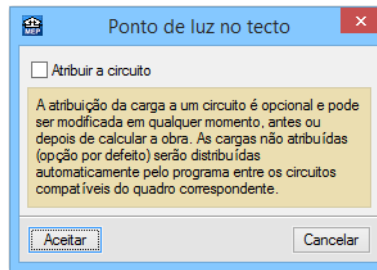 MEP
Ponto de luz no tecto
Atribuir a circuito
A atribuição da carga a um circuito é opcional e pode
ser modificada em qualquer momento, antes ou
depois de calcular a obra. As cargas não atribuídas
(opção por defeito) serão distribuídas
automaticamente pelo programa entre os circuitos
compatíveis do quadro correspondente.
Aceitar
Cancelar